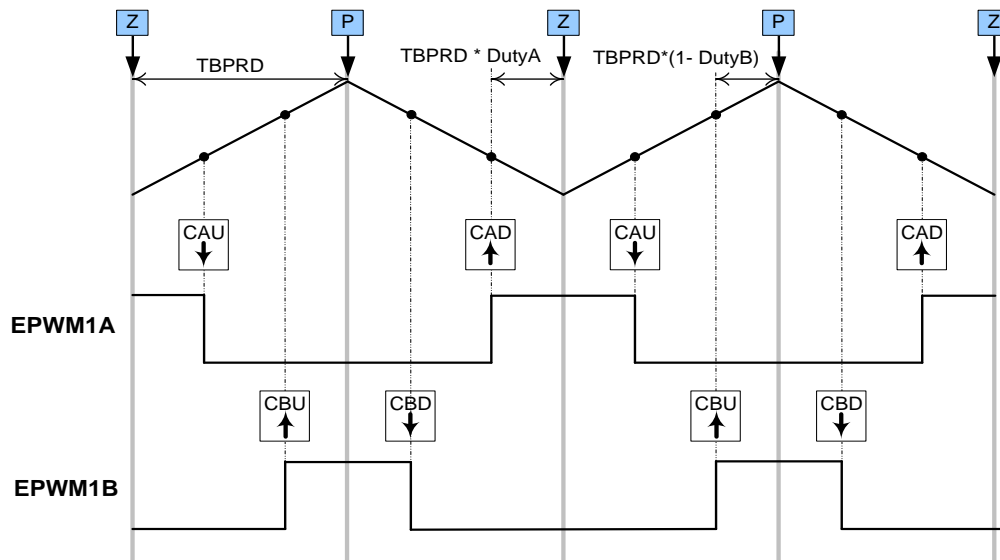 Z P Z P Z
TBPRD TBPRD * DutyA TBPRD*(1- DutyB)
CAU CAD CAU CAD
EPWM1A
CBU CBD CBU CBD
EPWM1B